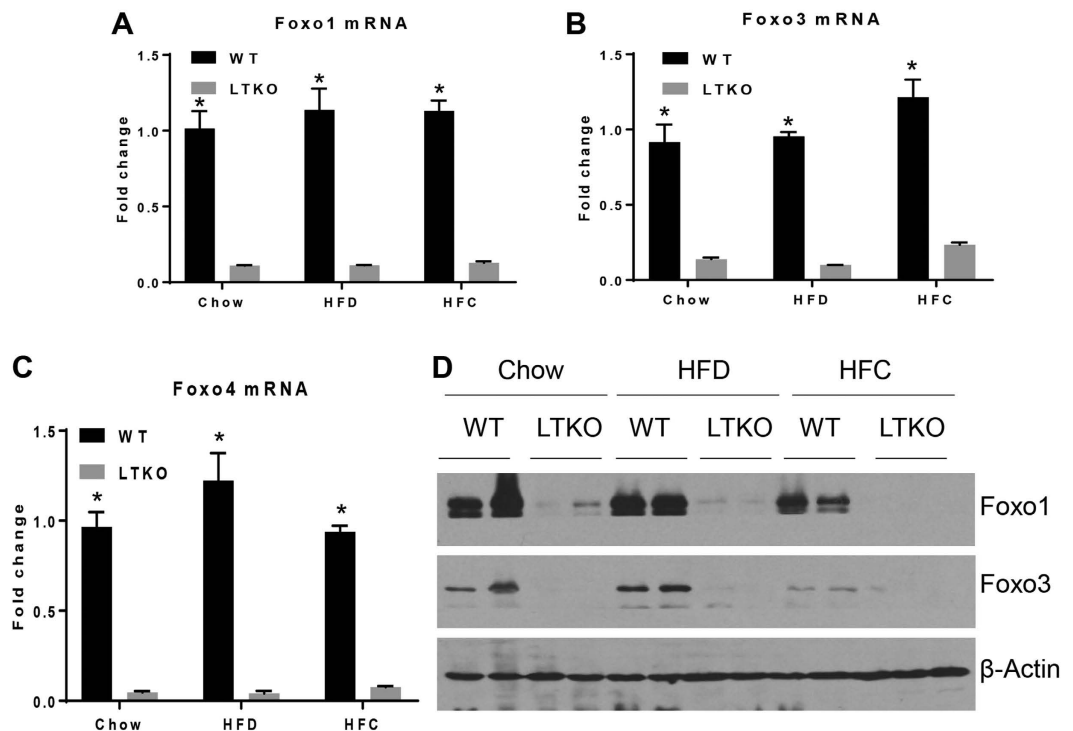 A
Foxo1 mRNA
WT
LTKO
Fold change
1.5
1.0
0.5
0.0
* * *
Chow HFD HFC
B
Foxo3 mRNA
WT
LTKO
Fold change
1.5
1.0
0.5
0.0
* * *
Chow HFD HFC
C
Foxo4 mRNA
WT
LTKO
Fold change
1.5
1.0
0.5
0.0
* * *
Chow HFD HFC
D
Chow HFD HFC
WT LTKO WT LTKO WT LTKO
Foxo1
Foxo3
β-Actin